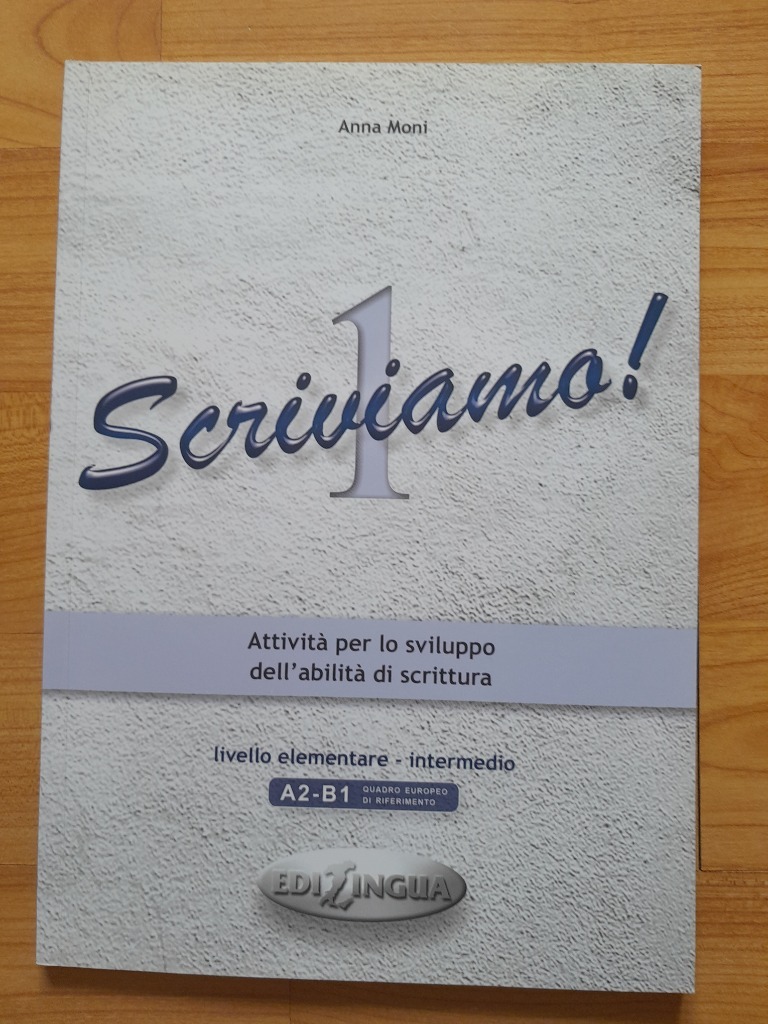 Anna Moni
1
Scriviamo!
Attività per lo sviluppo
dell'abilità di scrittura
livello elementare - intermedio
A2-B1 QUADRO EUROPEO
DI RIFERIMENTO
EDILINGUA